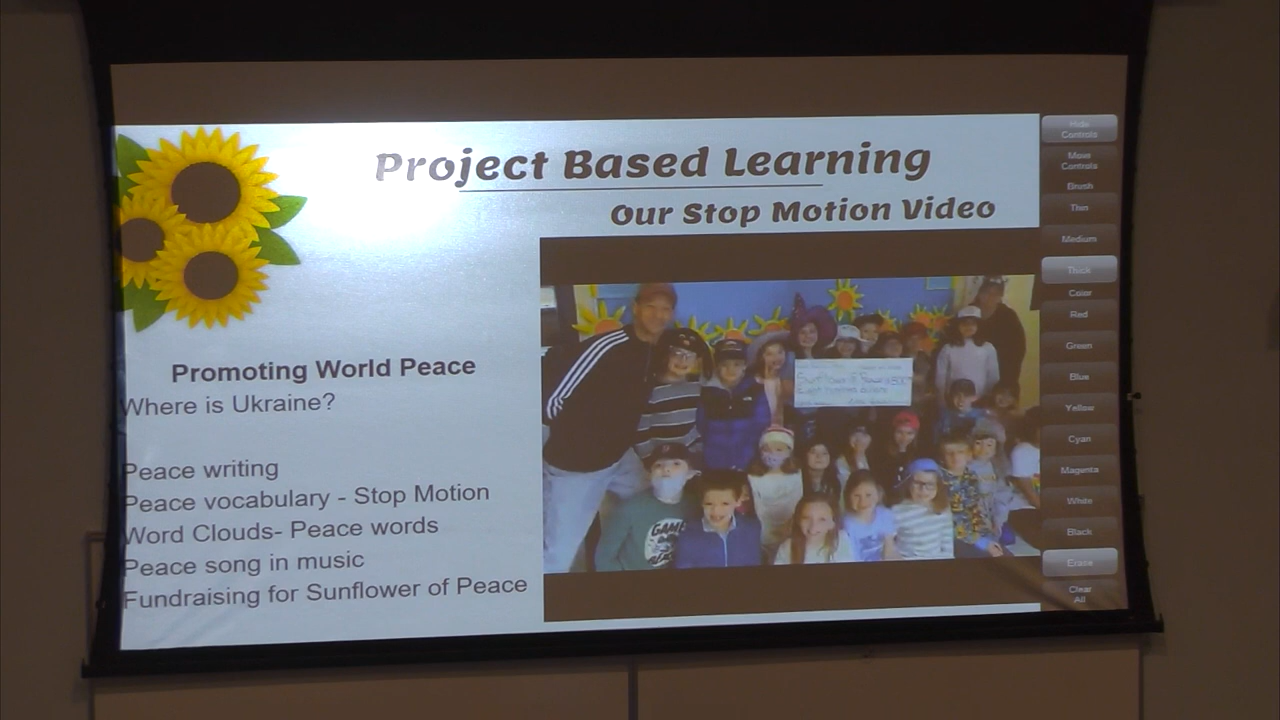 Project Based Learning
Our Stop Motion Video
Promoting World Peace
Where is Ukraine?
Peace writing
Peace vocabulary - Stop Motion
Word Clouds- Peace words
Peace song in music
Fundraising for Sunflower of Peace
GAME
Hide
Controls
Move
Controls
Brush
Thin
Medium
Thick
Color
Red
Green
Blue
Yellow
Cyan
Magenta
White
Black
Erase
Clear
All